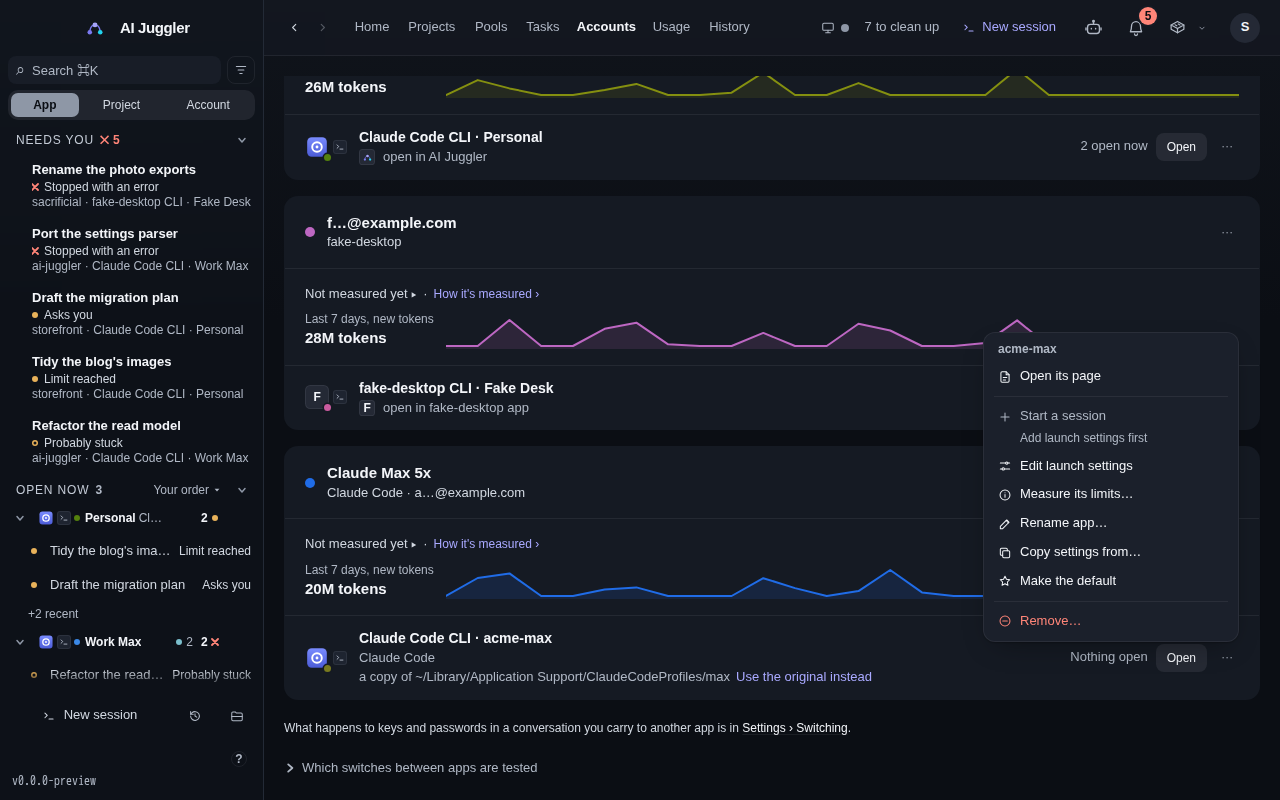 AI Juggler
Search ⌘K
App Project Account
NEEDS YOU 5
Rename the photo exports
Stopped with an error
sacrificial · fake-desktop CLI · Fake Desk
Port the settings parser
Stopped with an error
ai-juggler · Claude Code CLI · Work Max
Draft the migration plan
Asks you
storefront · Claude Code CLI · Personal
Tidy the blog's images
Limit reached
storefront · Claude Code CLI · Personal
Refactor the read model
Probably stuck
ai-juggler · Claude Code CLI · Work Max
OPEN NOW 3 Your order
Personal Cl… 2
Tidy the blog's ima… Limit reached
Draft the migration plan Asks you
+2 recent
Work Max 2 2
Refactor the read… Probably stuck
New session
?
v0.0.0-preview
Home Projects Pools Tasks Accounts Usage History
7 to clean up
New session
5
S
26M tokens
Claude Code CLI · Personal
open in AI Juggler
2 open now Open ···
f…@example.com
fake-desktop
···
Not measured yet ▸ · How it's measured ›
Last 7 days, new tokens
28M tokens
F
fake-desktop CLI · Fake Desk
F open in fake-desktop app
Claude Max 5x
Claude Code · a…@example.com
Not measured yet ▸ · How it's measured ›
Last 7 days, new tokens
20M tokens
Claude Code CLI · acme-max
Claude Code
a copy of ~/Library/Application Support/ClaudeCodeProfiles/max Use the original instead
Nothing open Open ···
acme-max
Open its page
Start a session
Add launch settings first
Edit launch settings
Measure its limits…
Rename app…
Copy settings from…
Make the default
Remove…
What happens to keys and passwords in a conversation you carry to another app is in Settings › Switching.
Which switches between apps are tested